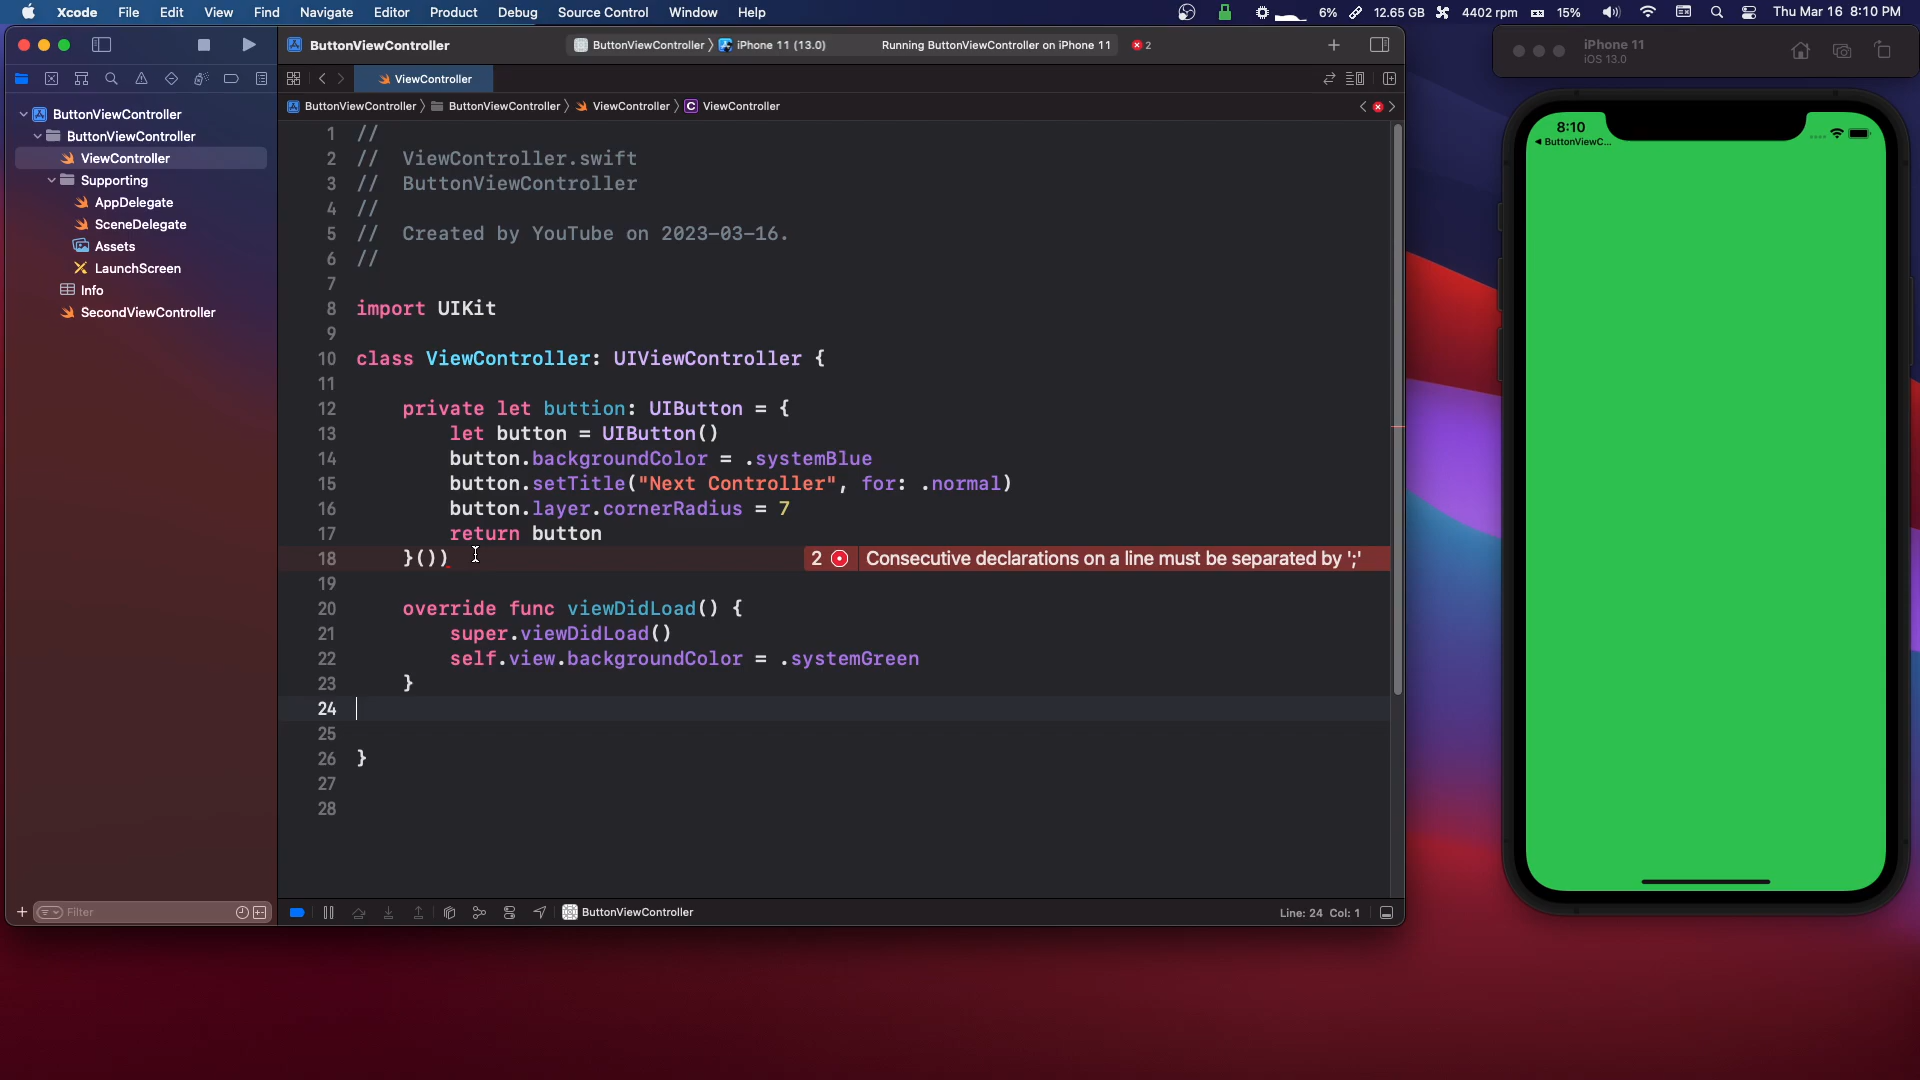 Xcode File Edit View Find Navigate Editor Product Debug Source Control Window Help
6% 12.65 GB 4402 rpm 15% Thu Mar 16 8:10 PM
ButtonViewController
ButtonViewController iPhone 11 (13.0) Running ButtonViewController on iPhone 11 2
iPhone 11
iOS 13.0
ViewController
ButtonViewController ButtonViewController ViewController C ViewController
ButtonViewController
ButtonViewController
ViewController
Supporting
AppDelegate
SceneDelegate
Assets
LaunchScreen
Info
SecondViewController
1 //
2 // ViewController.swift
3 // ButtonViewController
4 //
5 // Created by YouTube on 2023-03-16.
6 //
7
8 import UIKit
9
10 class ViewController: UIViewController {
11
12 private let buttion: UIButton = {
13 let button = UIButton()
14 button.backgroundColor = .systemBlue
15 button.setTitle("Next Controller", for: .normal)
16 button.layer.cornerRadius = 7
17 return button
18 }()) 2 Consecutive declarations on a line must be separated by ';'
19
20 override func viewDidLoad() {
21 super.viewDidLoad()
22 self.view.backgroundColor = .systemGreen
23 }
24
25
26 }
27
28
8:10
ButtonViewC...
Filter
ButtonViewController
Line: 24 Col: 1